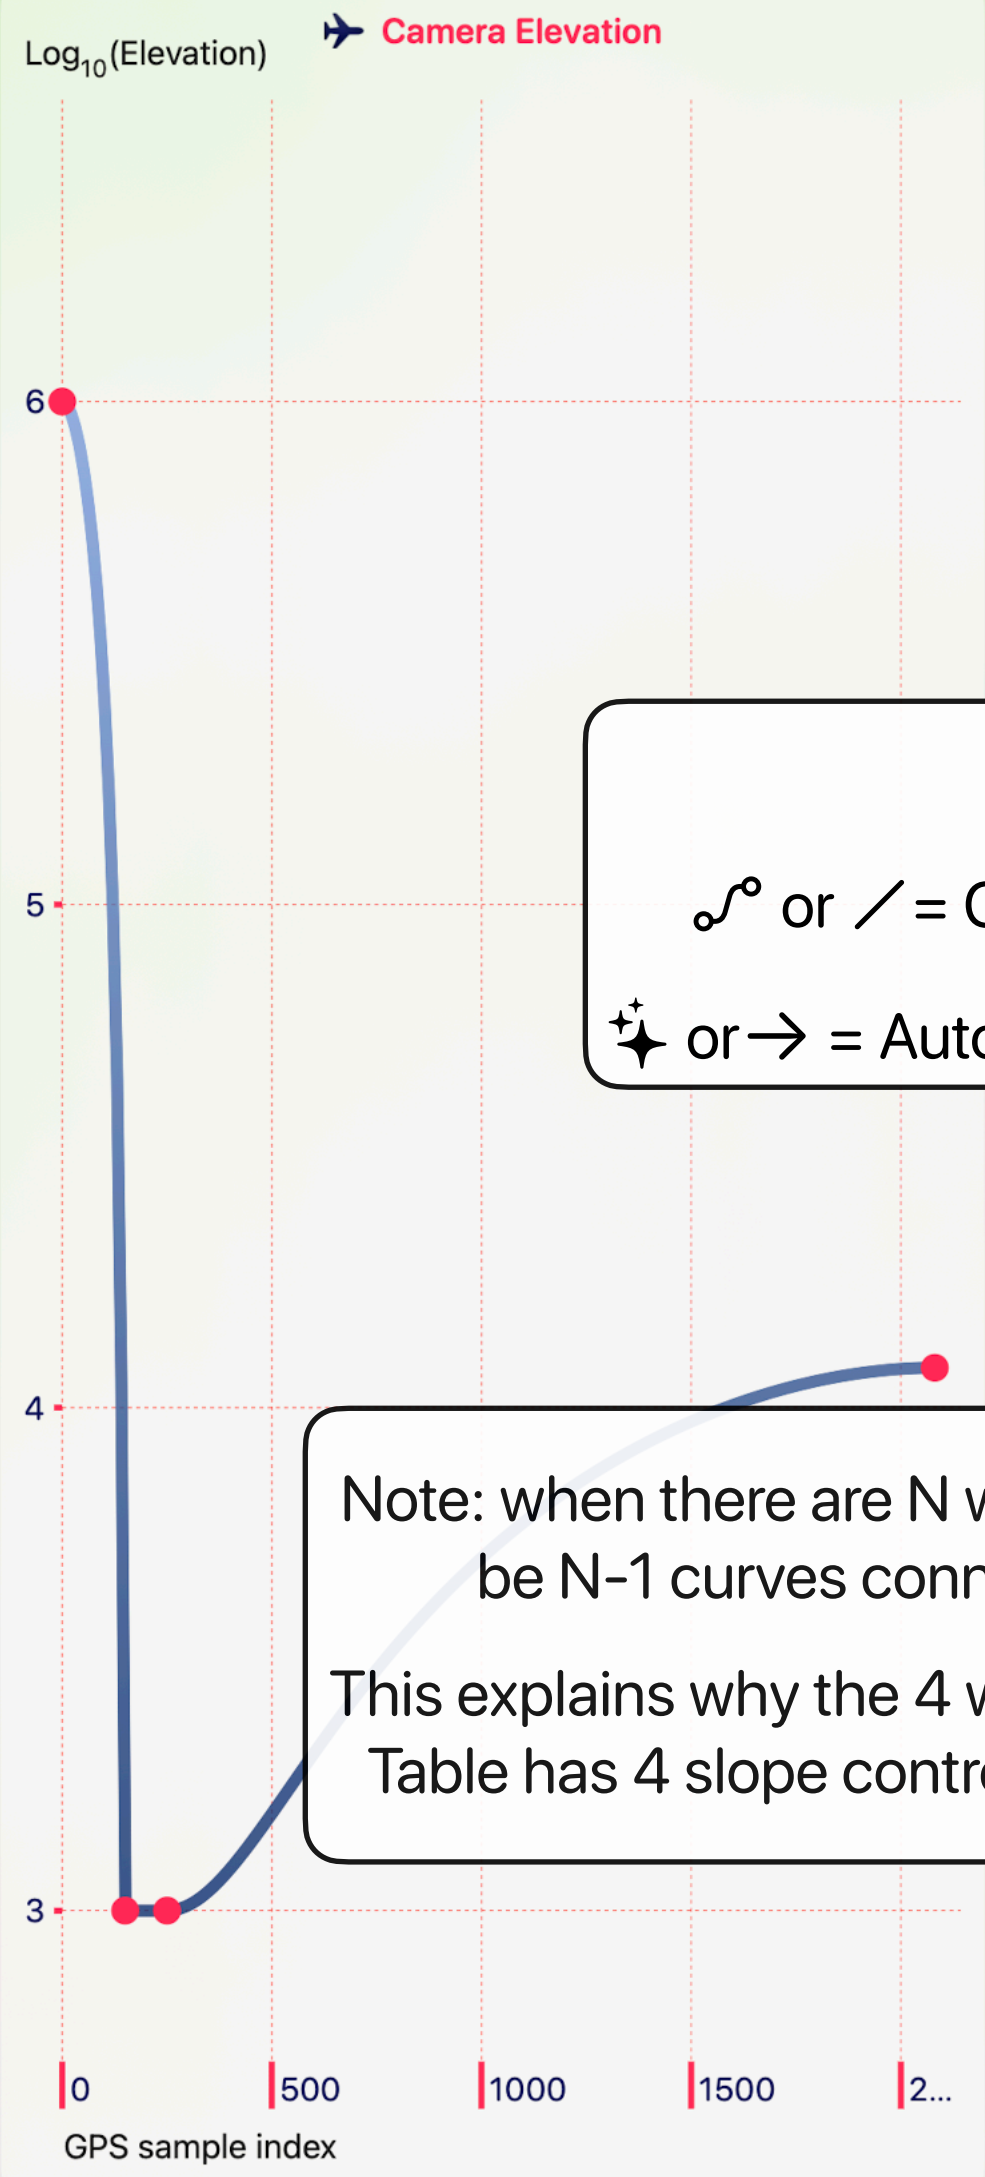 Camera Elevation
Log₁₀(Elevation)
6
5
or / =
or → =
4
Note: when there are N
be N-1 curves
This explains why the 4
Table has 4 slope
3
0
500
1000
1500
2...
GPS sample index